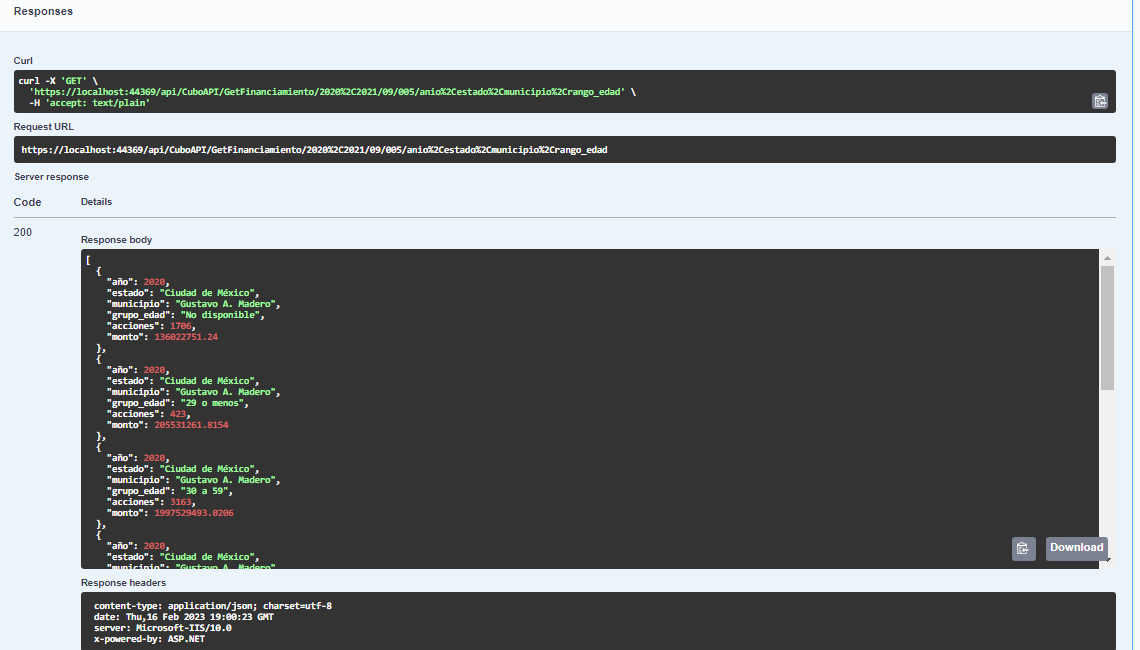 Responses
Curl
curl -X 'GET' \
'https://localhost:44369/api/CuboAPI/GetFinanciamiento/2020%2C2021/09/005/anio%2Cestado%2Cmunicipio%2Crango_edad' \
-H 'accept: text/plain'
Request URL
https://localhost:44369/api/CuboAPI/GetFinanciamiento/2020%2C2021/09/005/anio%2Cestado%2Cmunicipio%2Crango_edad
Server response
Code Details
200
Response body
[
{
"año": 2020,
"estado": "Ciudad de México",
"municipio": "Gustavo A. Madero",
"grupo_edad": "No disponible",
"acciones": 1706,
"monto": 136022751.24
},
{
"año": 2020,
"estado": "Ciudad de México",
"municipio": "Gustavo A. Madero",
"grupo_edad": "29 o menos",
"acciones": 423,
"monto": 205531261.8154
},
{
"año": 2020,
"estado": "Ciudad de México",
"municipio": "Gustavo A. Madero",
"grupo_edad": "30 a 59",
"acciones": 3163,
"monto": 1997529493.0206
},
{
"año": 2020,
"estado": "Ciudad de México",
"municipio": "Gustavo A. Madero"
Download
Response headers
content-type: application/json; charset=utf-8
date: Thu,16 Feb 2023 19:00:23 GMT
server: Microsoft-IIS/10.0
x-powered-by: ASP.NET